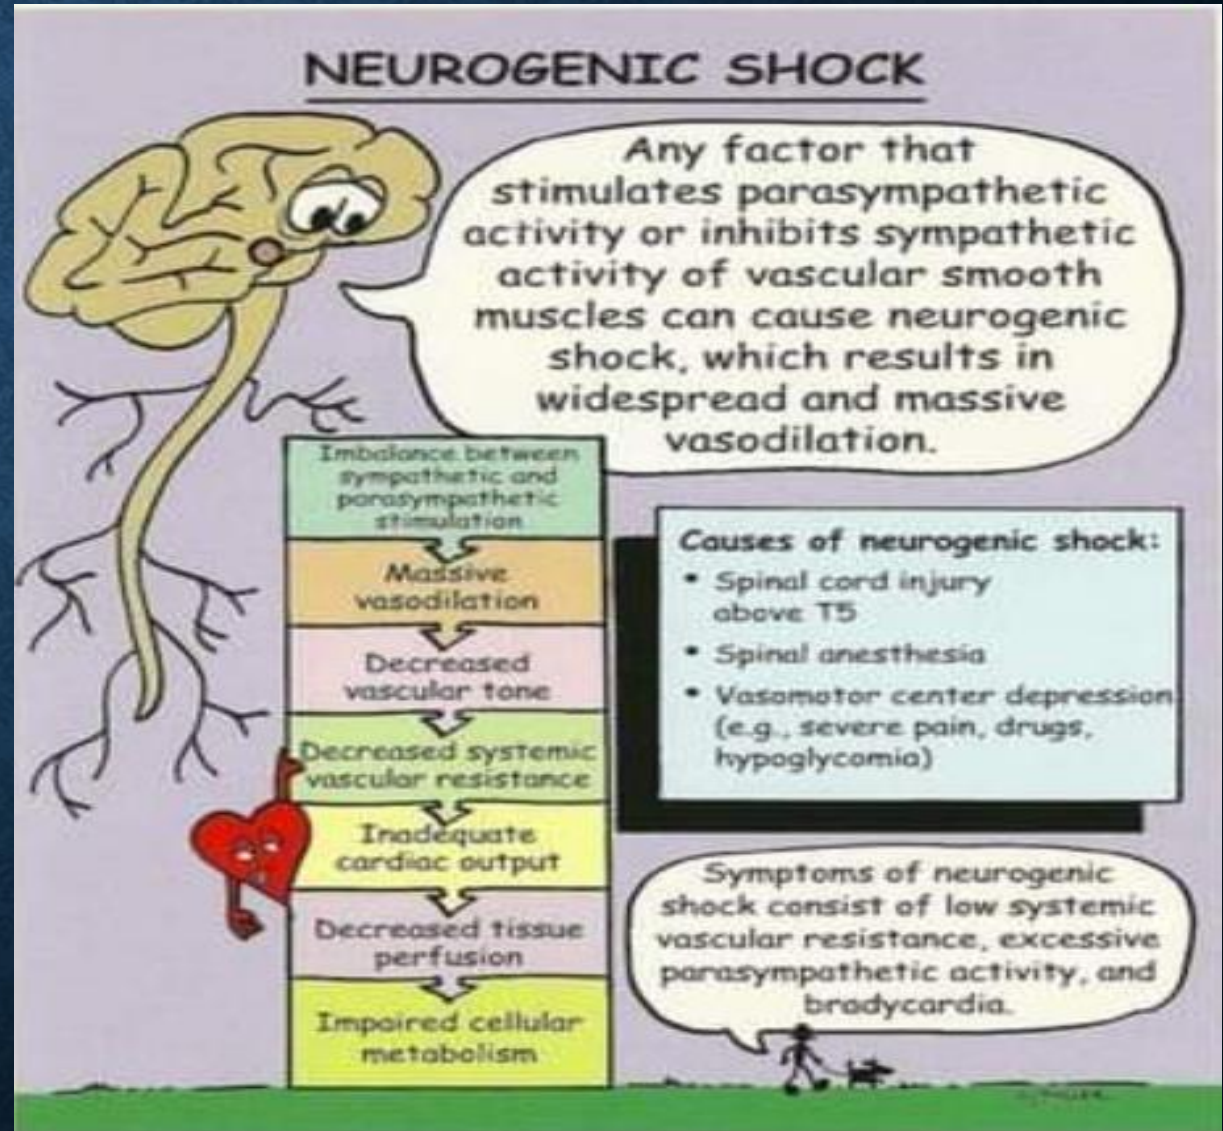 NEUROGENIC SHOCK
Any factor that
stimulates parasympathetic
activity or inhibits sympathetic
activity of vascular smooth
muscles can cause neurogenic
shock, which results in
widespread and massive
vasodilation.
Imbalance between
sympathetic and
parasympathetic
stimulation
Massive
vasodilation
Decreased
vascular tone
Decreased systemic
vascular resistance
Inadequate
cardiac output
Decreased tissue
perfusion
Impaired cellular
metabolism
Causes of neurogenic shock:
• Spinal cord injury
above T5
• Spinal anesthesia
• Vasomotor center depression
(e.g., severe pain, drugs,
hypoglycomia)
Symptoms of neurogenic
shock consist of low systemic
vascular resistance, excessive
parasympathetic activity, and
bradycardia.